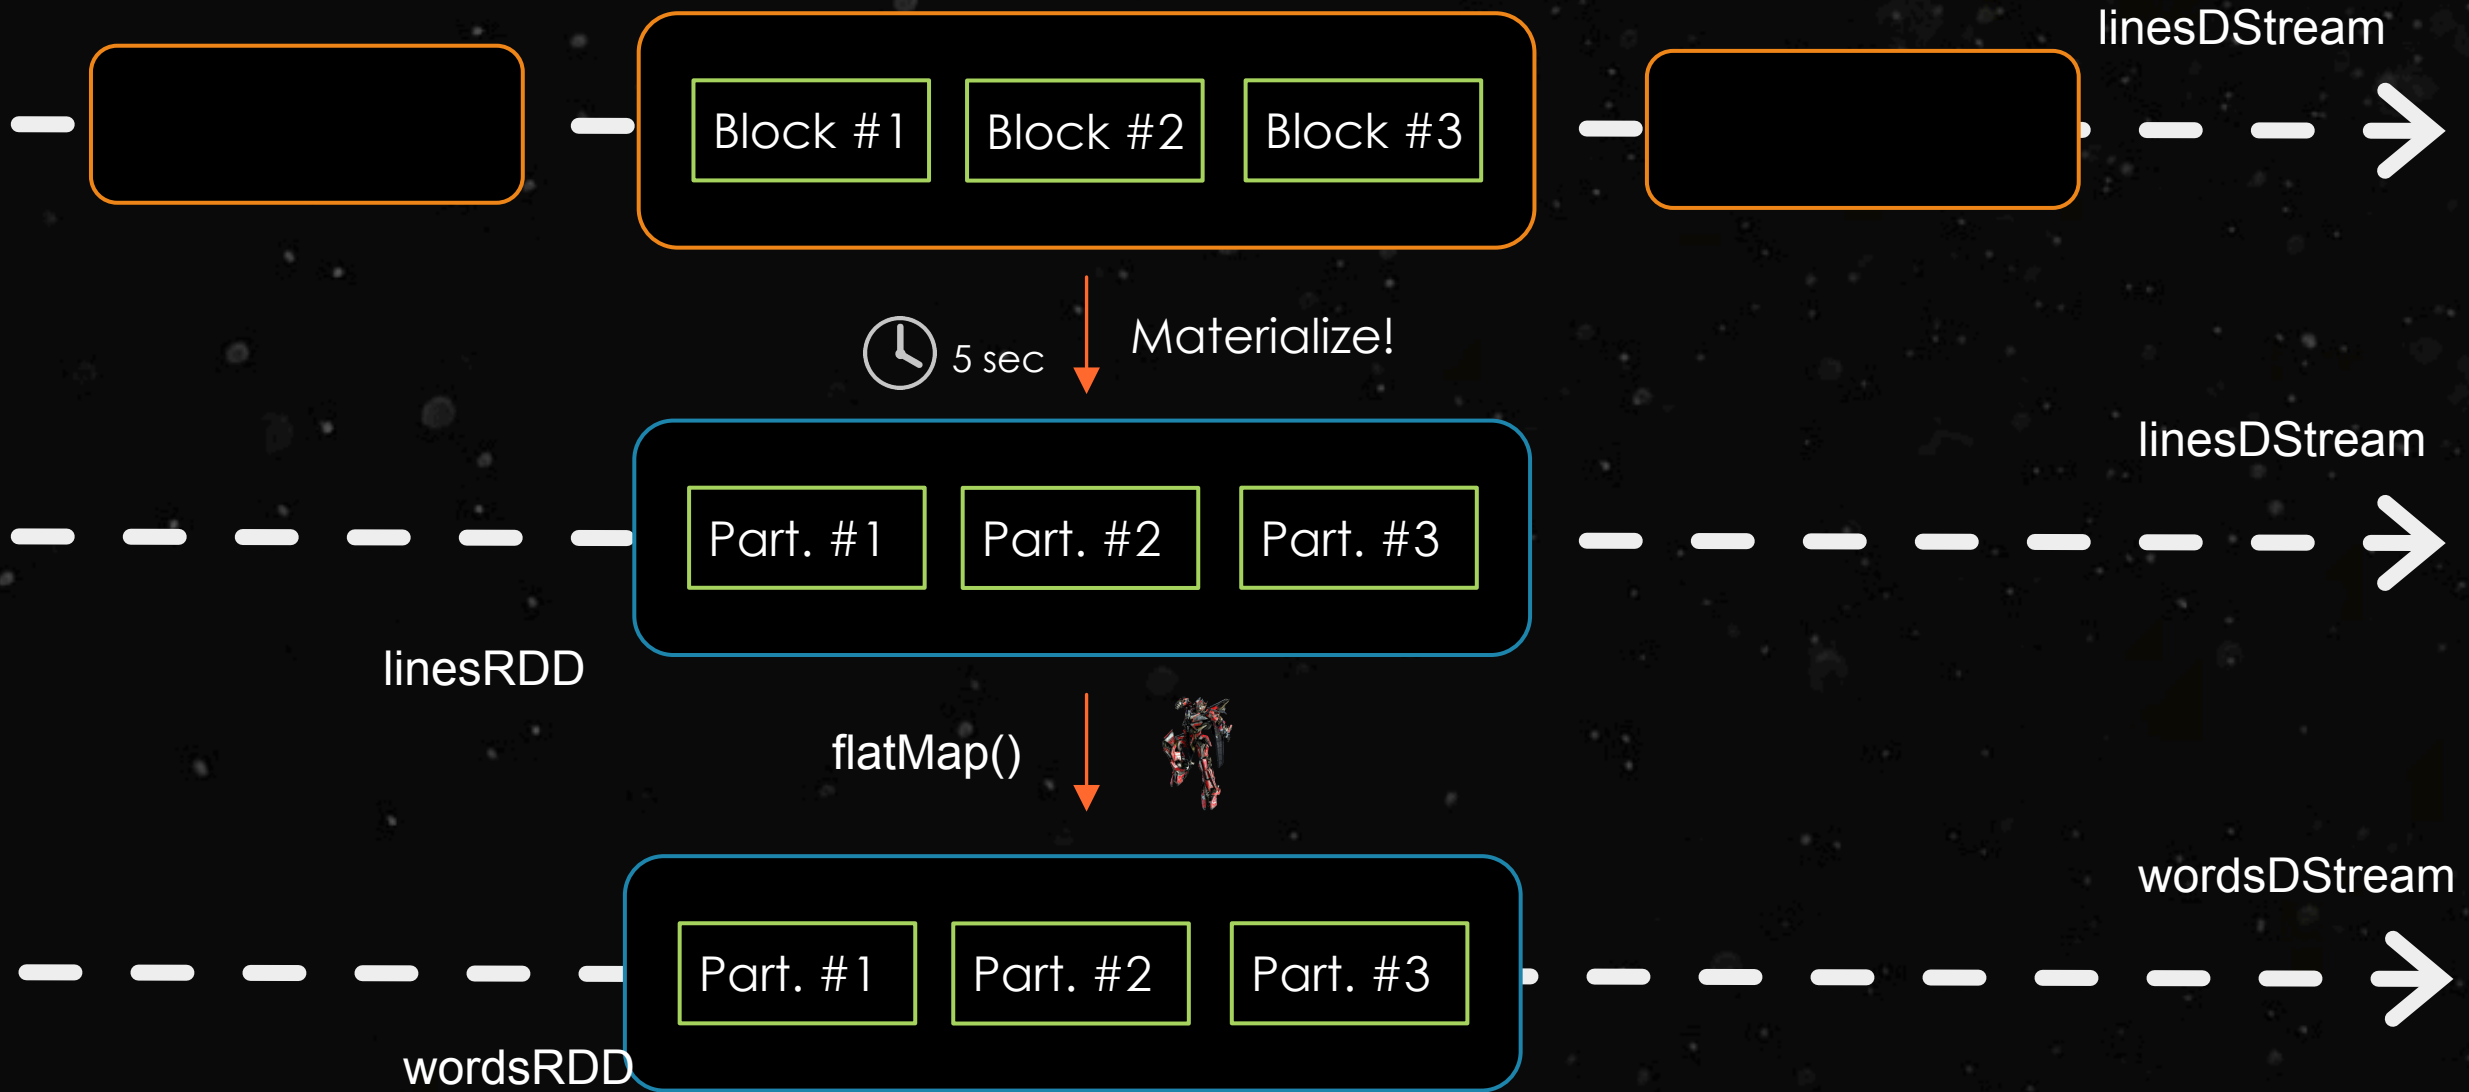 linesDStream
Block #1
Block #2
Block #3
5 sec
Materialize!
linesDStream
Part. #1
Part. #2
Part. #3
linesRDD
flatMap()
wordsDStream
Part. #1
Part. #2
Part. #3
wordsRDD